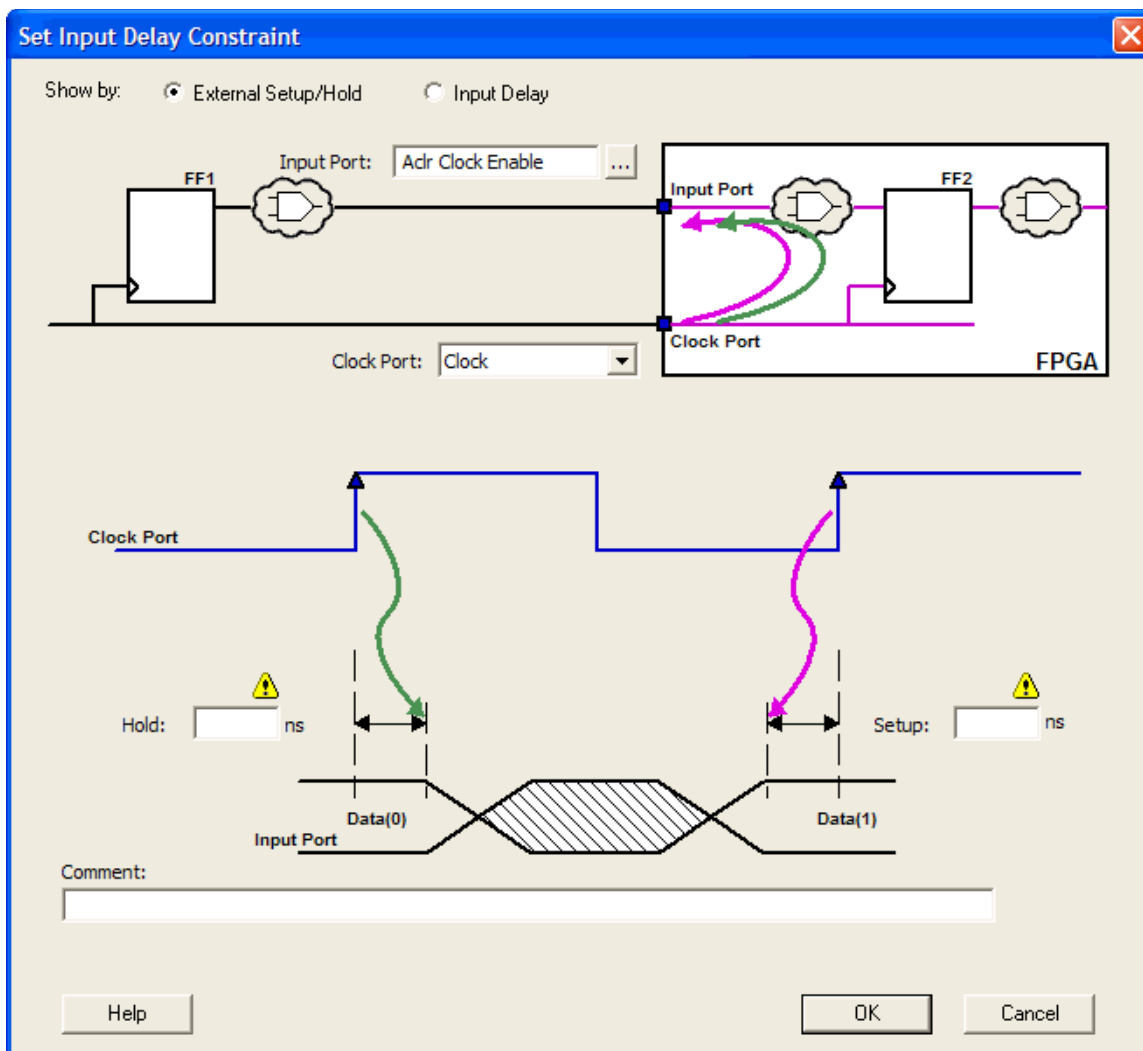 Set Input Delay Constraint
Show by: External Setup/Hold Input Delay
Input Port: Aclr Clock Enable ...
FF1
Input Port
FF2
Clock Port
Clock Port: Clock
FPGA
Clock Port
Hold: ns
Setup: ns
Data(0)
Data(1)
Input Port
Comment:
Help OK Cancel